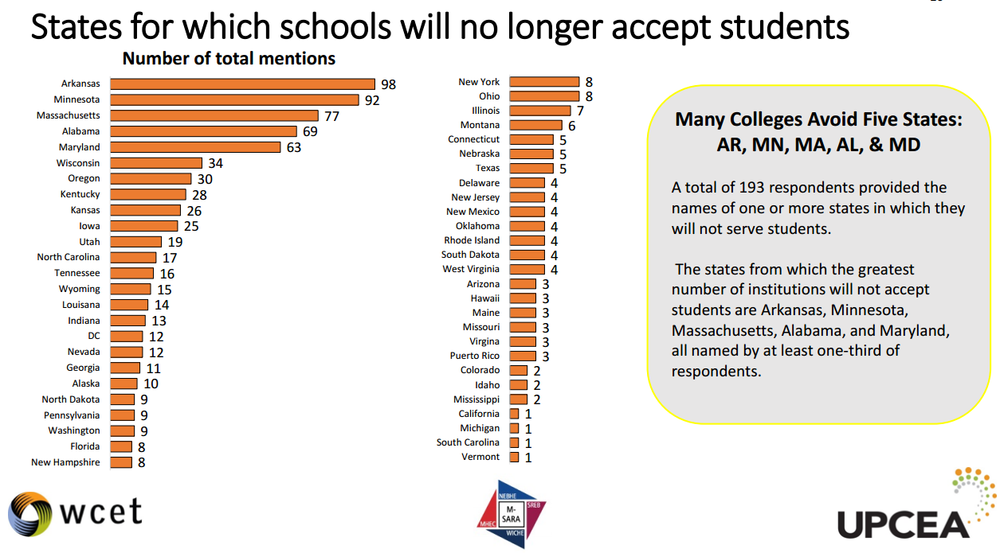 States for which schools will no longer accept students
Number of total mentions
Arkansas 98
Minnesota 92
Massachusetts 77
Alabama 69
Maryland 63
Wisconsin 34
Oregon 30
Kentucky 28
Kansas 26
Iowa 25
Utah 19
North Carolina 17
Tennessee 16
Wyoming 15
Louisiana 14
Indiana 13
DC 12
Nevada 12
Georgia 11
Alaska 10
North Dakota 9
Pennsylvania 9
Washington 9
Florida 8
New Hampshire 8
New York 8
Ohio 8
Illinois 7
Montana 6
Connecticut 5
Nebraska 5
Texas 5
Delaware 4
New Jersey 4
New Mexico 4
Oklahoma 4
Rhode Island 4
South Dakota 4
West Virginia 4
Arizona 3
Hawaii 3
Maine 3
Missouri 3
Virgina 3
Puerto Rico 3
Colorado 2
Idaho 2
Mississippi 2
California 1
Michigan 1
South Carolina 1
Vermont 1
Many Colleges Avoid Five States:
AR, MN, MA, AL, & MD
A total of 193 respondents provided the
names of one or more states in which they
will not serve students.
The states from which the greatest
number of institutions will not accept
students are Arkansas, Minnesota,
Massachusetts, Alabama, and Maryland,
all named by at least one-third of
respondents.
wcet
NEBHE
SREB
M-
SARA
MHEC
WICHE
UPCEA